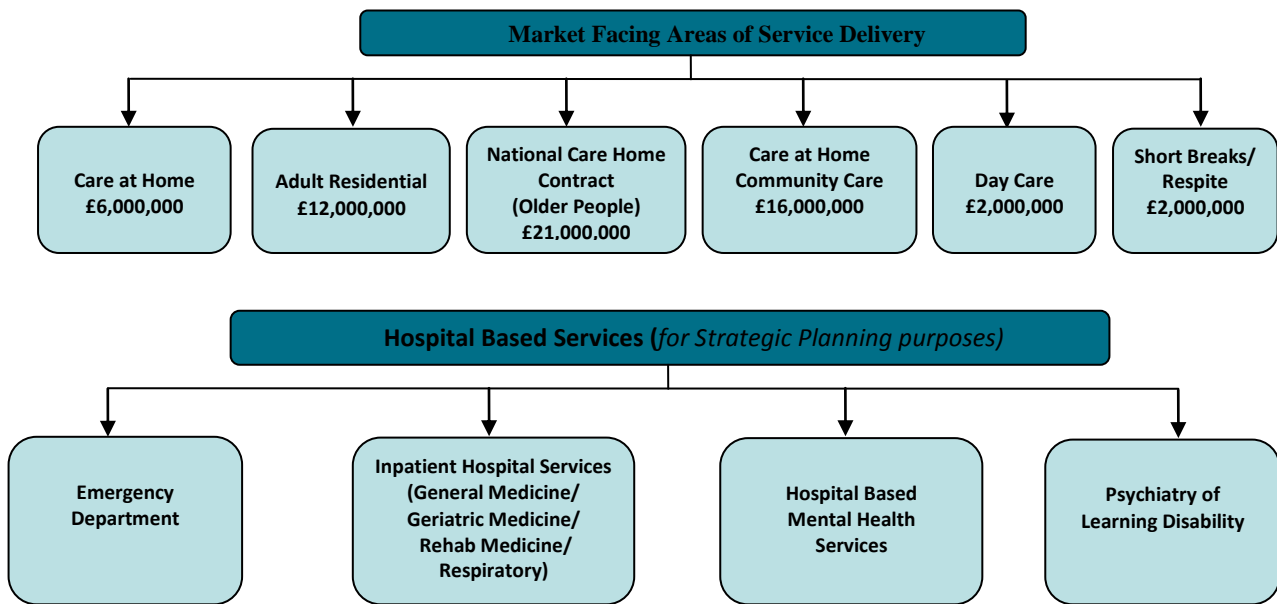 Market Facing Areas of Service Delivery
Care at Home
£6,000,000
Adult Residential
£12,000,000
National Care Home
Contract
(Older People)
£21,000,000
Care at Home
Community Care
£16,000,000
Day Care
£2,000,000
Short Breaks/
Respite
£2,000,000
Hospital Based Services (for Strategic Planning purposes)
Emergency
Department
Inpatient Hospital Services
(General Medicine/
Geriatric Medicine/
Rehab Medicine/
Respiratory)
Hospital Based
Mental Health
Services
Psychiatry of
Learning Disability